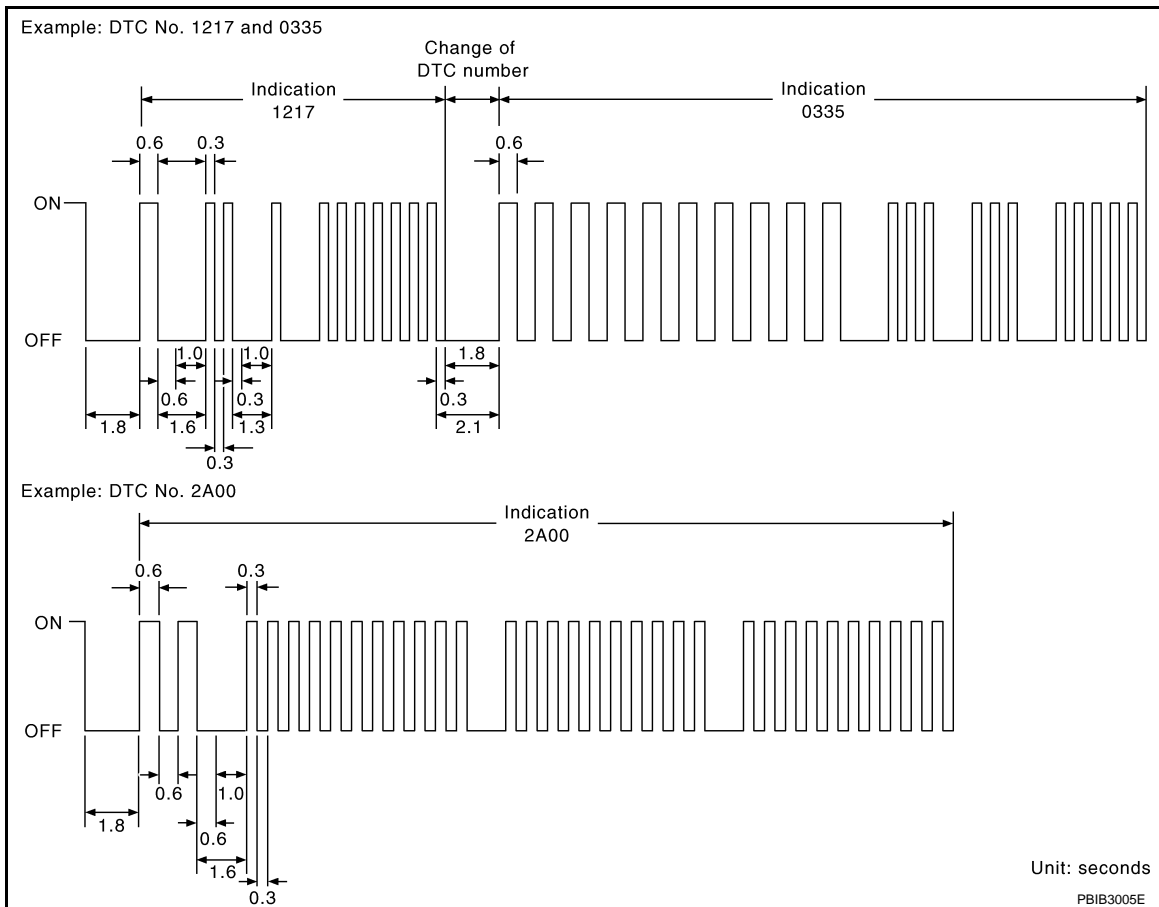 Example: DTC No. 1217 and 0335
Change of
DTC number
Indication
1217
Indication
0335
0.6
0.3
0.6
ON
OFF
1.0
1.0
1.8
0.6
0.3
0.3
1.8
1.6
1.3
2.1
0.3
Example: DTC No. 2A00
Indication
2A00
0.6
0.3
ON
OFF
0.6
1.0
1.8
0.6
1.6
0.3
Unit: seconds
PBIB3005E